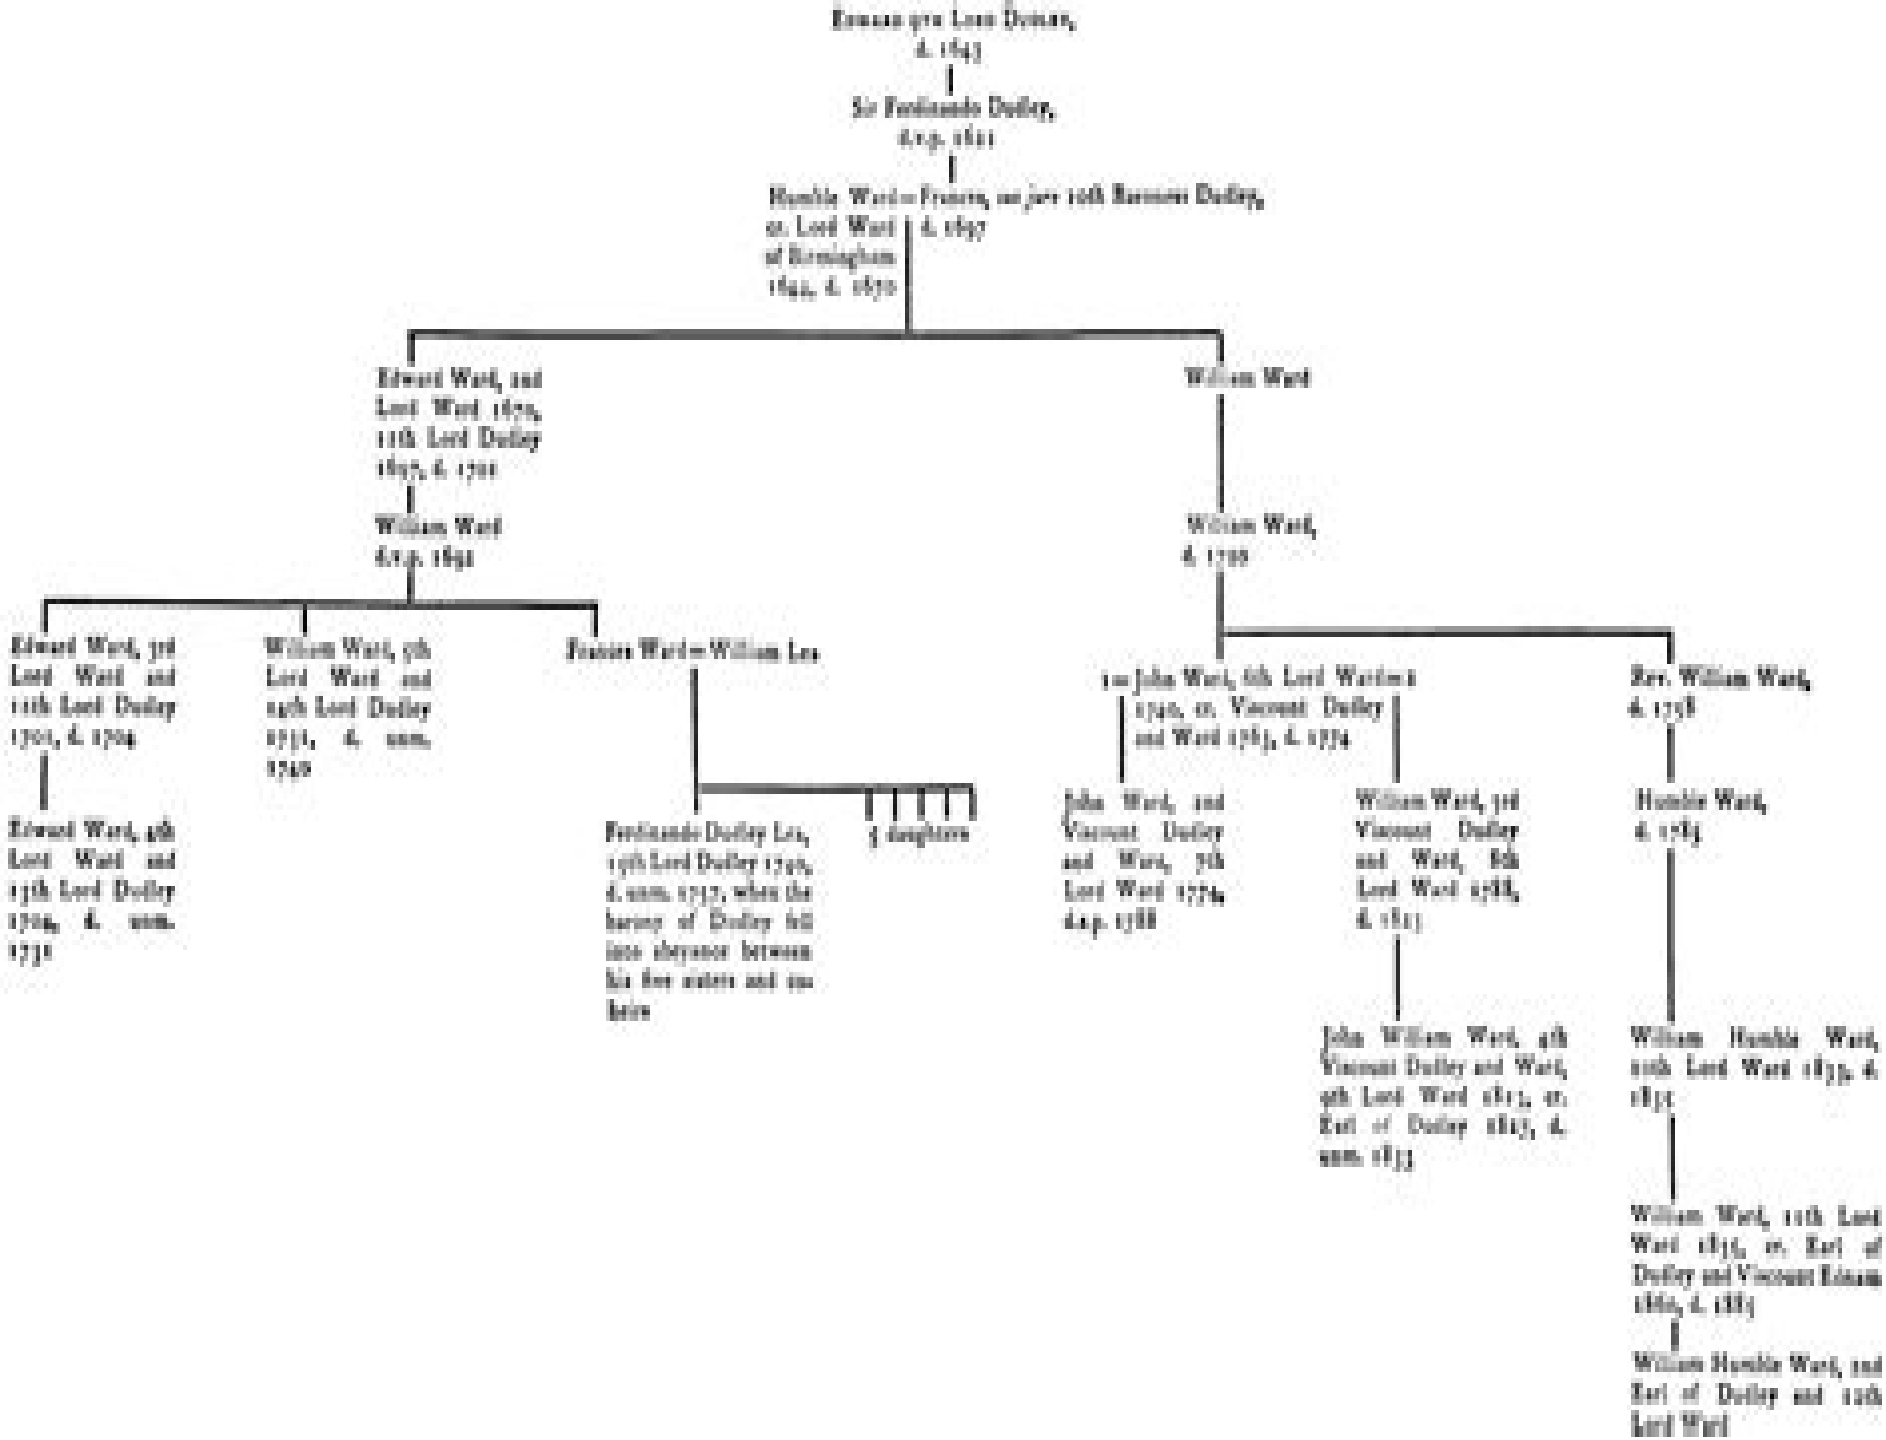 Edward 9th Lord Dudley,
d. 1643
Sir Ferdinando Dudley,
d.v.p. 1621
Humble Ward = Frances, suo jure 10th Baroness Dudley,
cr. Lord Ward
d. 1697
of Birmingham
1644, d. 1670
Edward Ward, 2nd
Lord Ward 1670,
11th Lord Dudley
1697, d. 1701
William Ward
d.v.p. 1692
William Ward
William Ward,
d. 1720
Edward Ward, 3rd
Lord Ward and
12th Lord Dudley
1701, d. 1704
Edward Ward, 4th
Lord Ward and
13th Lord Dudley
1704, d. unm.
1731
William Ward, 5th
Lord Ward and
14th Lord Dudley
1731, d. unm.
1740
Frances Ward = William Lea
Ferdinando Dudley Lea,
15th Lord Dudley 1740,
d. unm. 1757, when the
barony of Dudley fell
into abeyance between
his five sisters and co-
heirs
5 daughters
1 = John Ward, 6th Lord Ward = 2
1740, cr. Viscount Dudley
and Ward 1763, d. 1774
John Ward, 2nd
Viscount Dudley
and Ward, 7th
Lord Ward 1774,
d.s.p. 1788
William Ward, 3rd
Viscount Dudley
and Ward, 8th
Lord Ward 1788,
d. 1823
John William Ward, 4th
Viscount Dudley and Ward,
9th Lord Ward 1823, cr.
Earl of Dudley 1827, d.
unm. 1833
Rev. William Ward,
d. 1758
Humble Ward,
d.
William Humble Ward,
10th Lord Ward 1833, d.
1835
William Ward, 11th Lord
Ward 1835, cr. Earl of
Dudley and Viscount Ednam
1860, d. 1885
William Humble Ward, 2nd
Earl of Dudley and 12th
Lord Ward